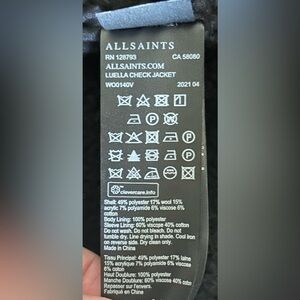 ALLSAINTS
RN 128793 CA 58080
ALLSAINTS.COM
LUELLA CHECK JACKET
WO0140V 2021 04
clevercare.info
Shell: 49% polyester 17% wool 15%
acrylic 7% polyamide 6% viscose 6%
cotton
Body Lining: 100% polyester
Sleeve Lining: 60% viscose 40% cotton
Do not wash. Do not bleach. Do not
tumble dry. Line drying in shade. Cool iron
on reverse side. Dry clean only.
Made in China
Tissu Principal: 49% polyester 17% laine
15% acrylique 7% polyamide 6% viscose
6% cotton
Haut Doublure: 100% polyester
Manche Doublure: 60% viscose 40% coton
Repasser sur l'envers.
Fabriqué en Chine